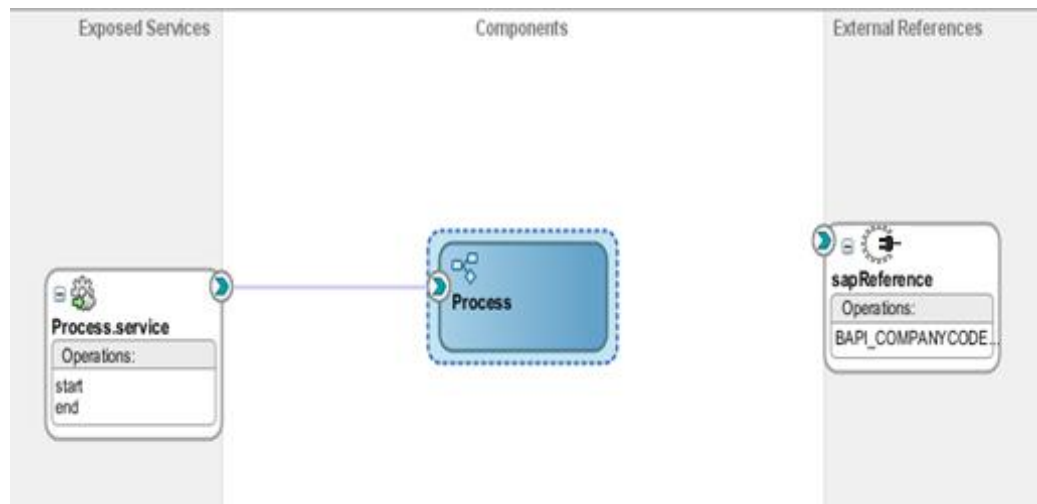 Exposed Services
Components
External References
Process.service
Operations:
start
end
Process
sapReference
Operations:
BAPI_COMPANYCODE...